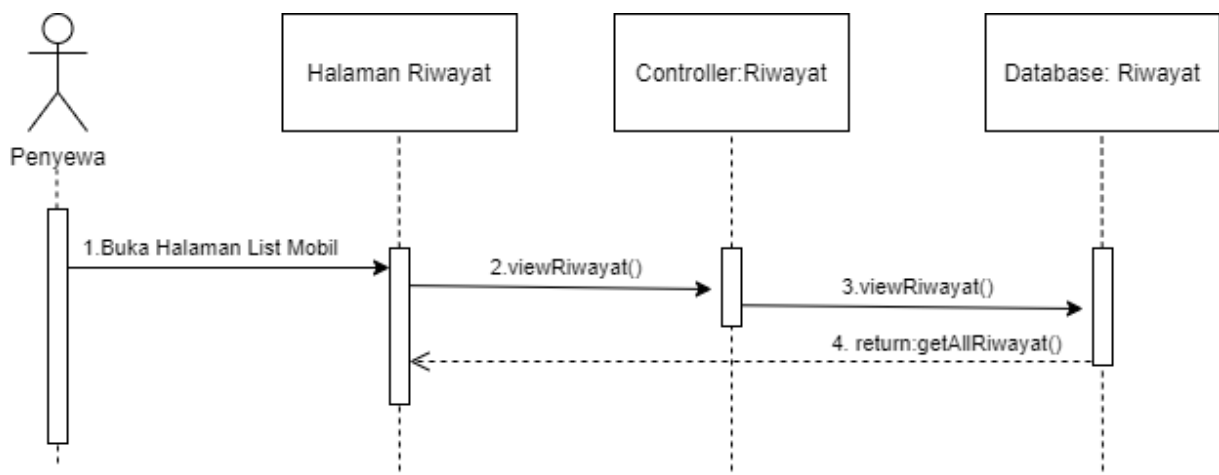 Halaman Riwayat
Controller:Riwayat
Database: Riwayat
Penyewa
1.Buka Halaman List Mobil
2.viewRiwayat()
3.viewRiwayat()
4. return:getAllRiwayat()